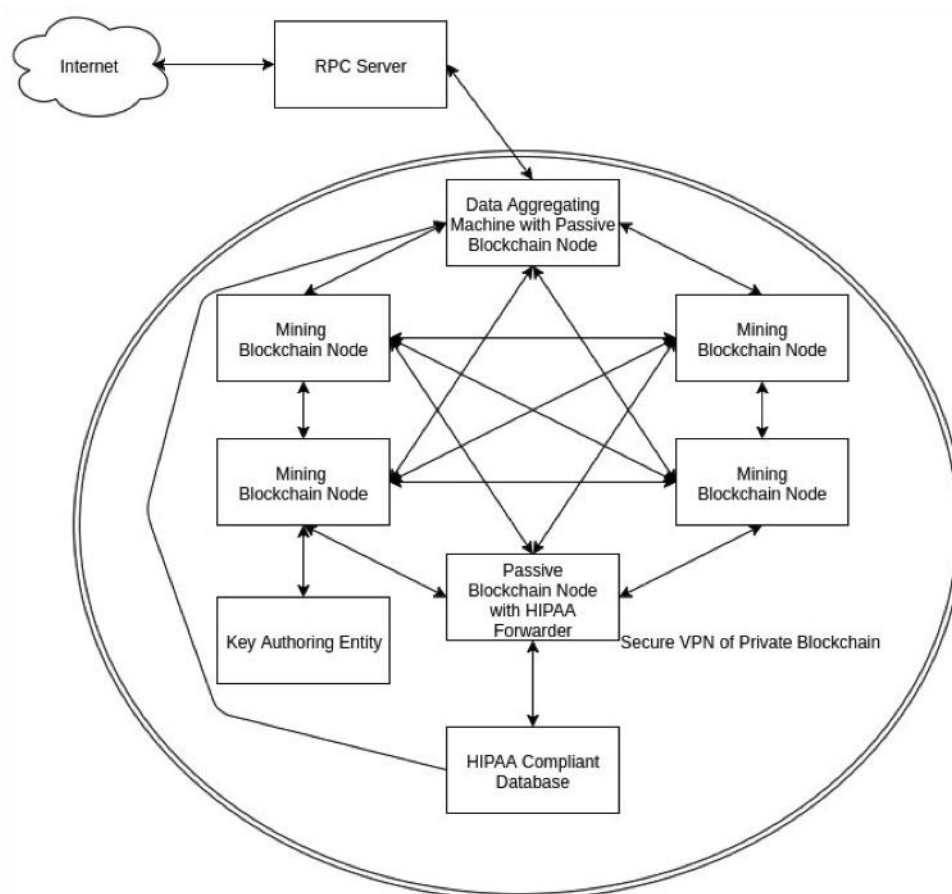 Internet
RPC Server
Data Aggregating
Machine with Passive
Blockchain Node
Mining
Blockchain Node
Mining
Blockchain Node
Mining
Blockchain Node
Mining
Blockchain Node
Passive
Blockchain Node
with HIPAA
Forwarder
Key Authoring Entity
Secure VPN of Private Blockchain
HIPAA Compliant
Database